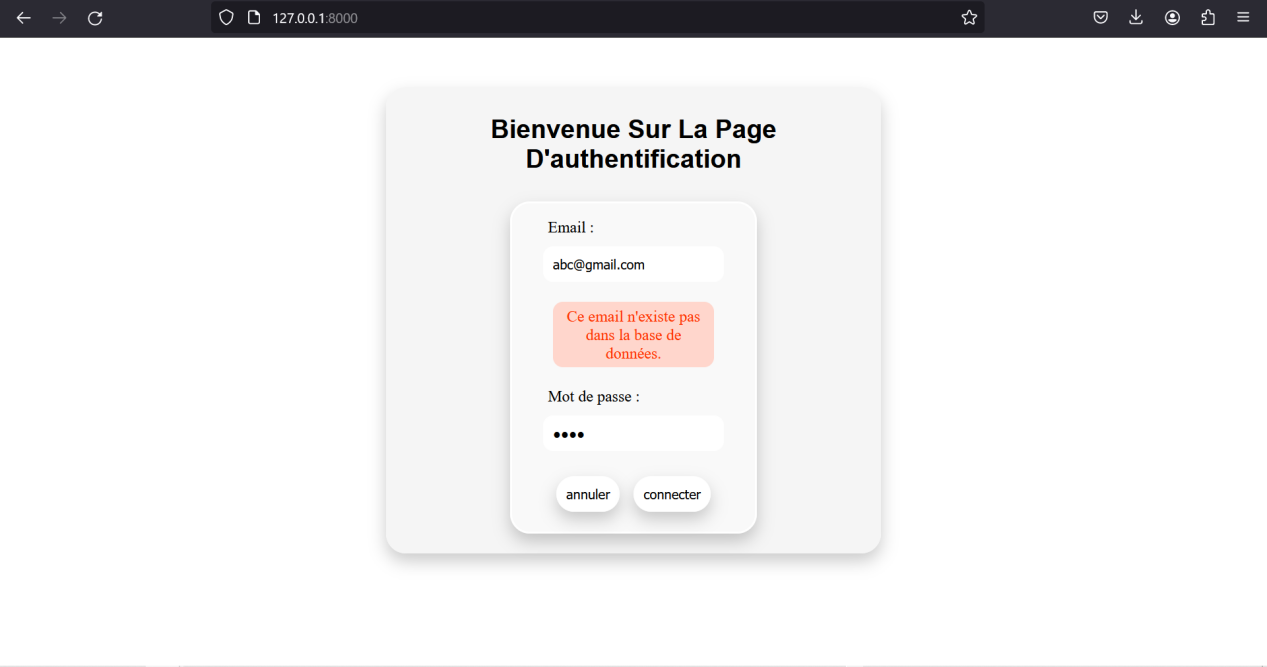 127.0.0.1:8000
Bienvenue Sur La Page
D'authentification
Email :
abc@gmail.com
Ce email n'existe pas
dans la base de
données.
Mot de passe :
••••
annuler connecter